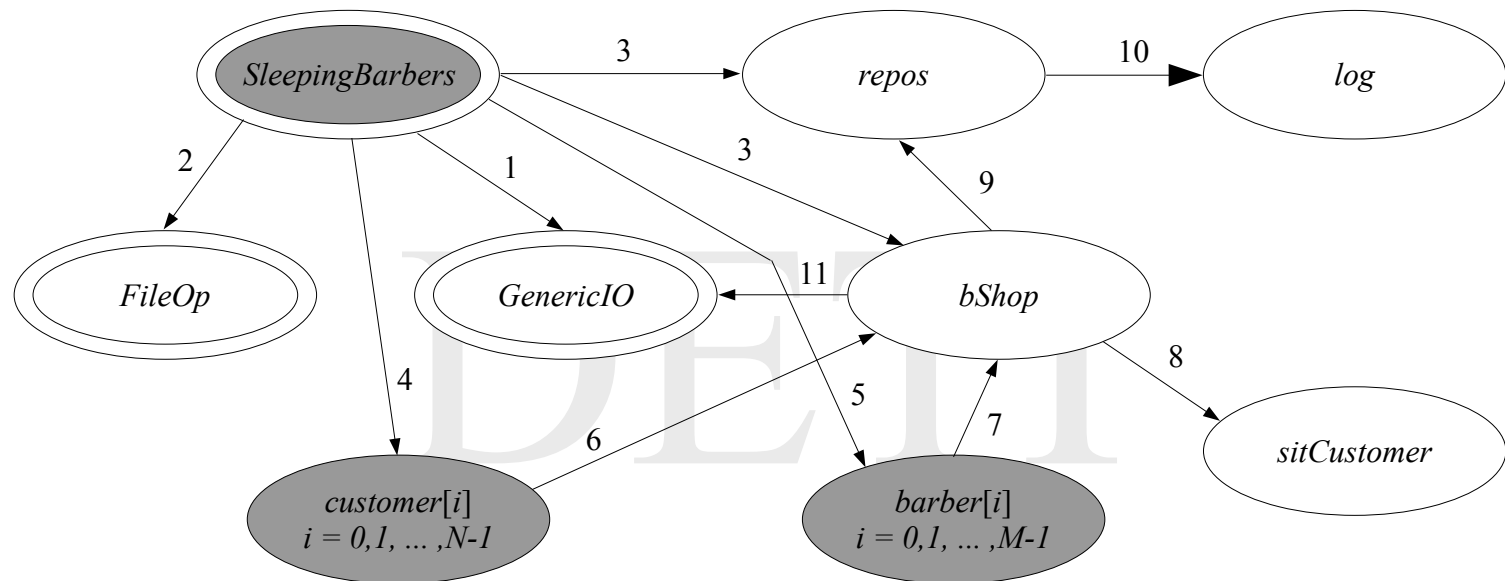 SleepingBarbers
3
repos
10
log
2
1
3
9
FileOp
GenericIO
11
bShop
8
4
5
6
7
sitCustomer
customer[i]
i = 0,1, ... ,N-1
barber[i]
i = 0,1, ... ,M-1
DETI